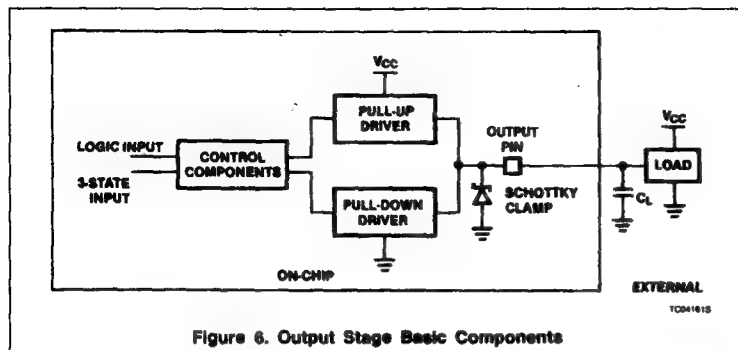 VCC
PULL-UP
DRIVER
LOGIC INPUT
3-STATE
INPUT
CONTROL
COMPONENTS
PULL-DOWN
DRIVER
OUTPUT
PIN
SCHOTTKY
CLAMP
VCC
LOAD
CL
ON-CHIP
EXTERNAL
TC04161S
Figure 6. Output Stage Basic Components